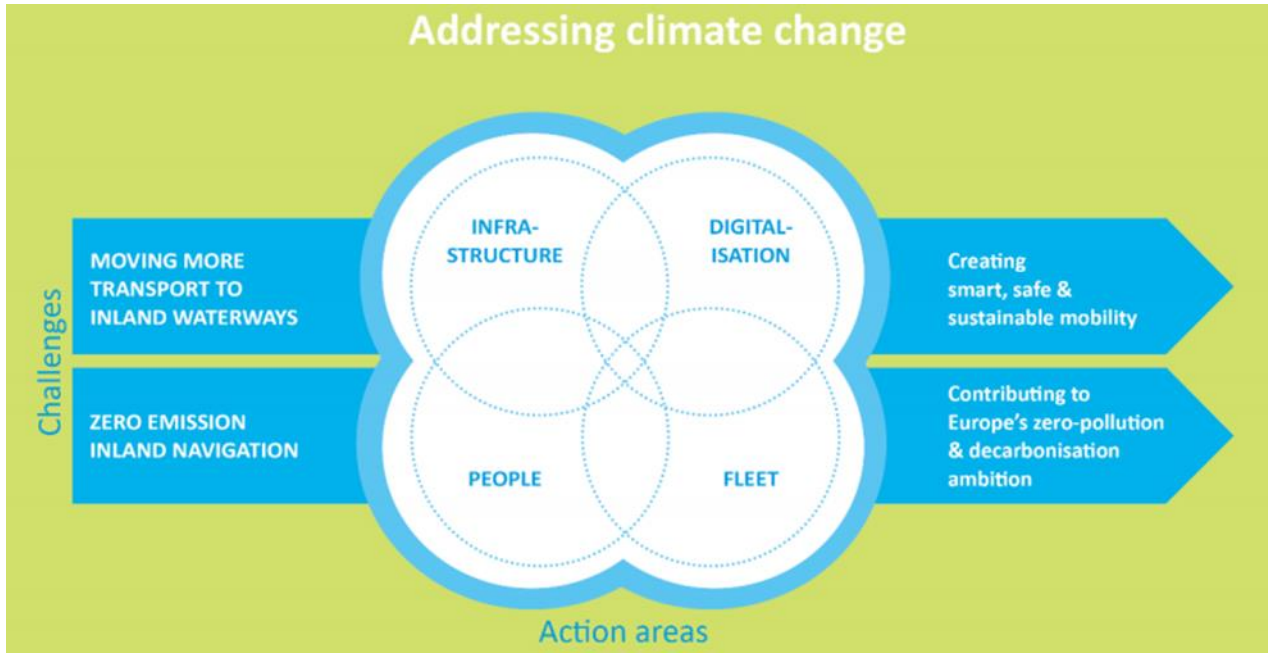 Addressing climate change
Challenges
MOVING MORE
TRANSPORT TO
INLAND WATERWAYS
ZERO EMISSION
INLAND NAVIGATION
INFRA-
STRUCTURE
DIGITAL-
ISATION
PEOPLE
FLEET
Creating
smart, safe &
sustainable mobility
Contributing to
Europe's zero-pollution
& decarbonisation
ambition
Action areas